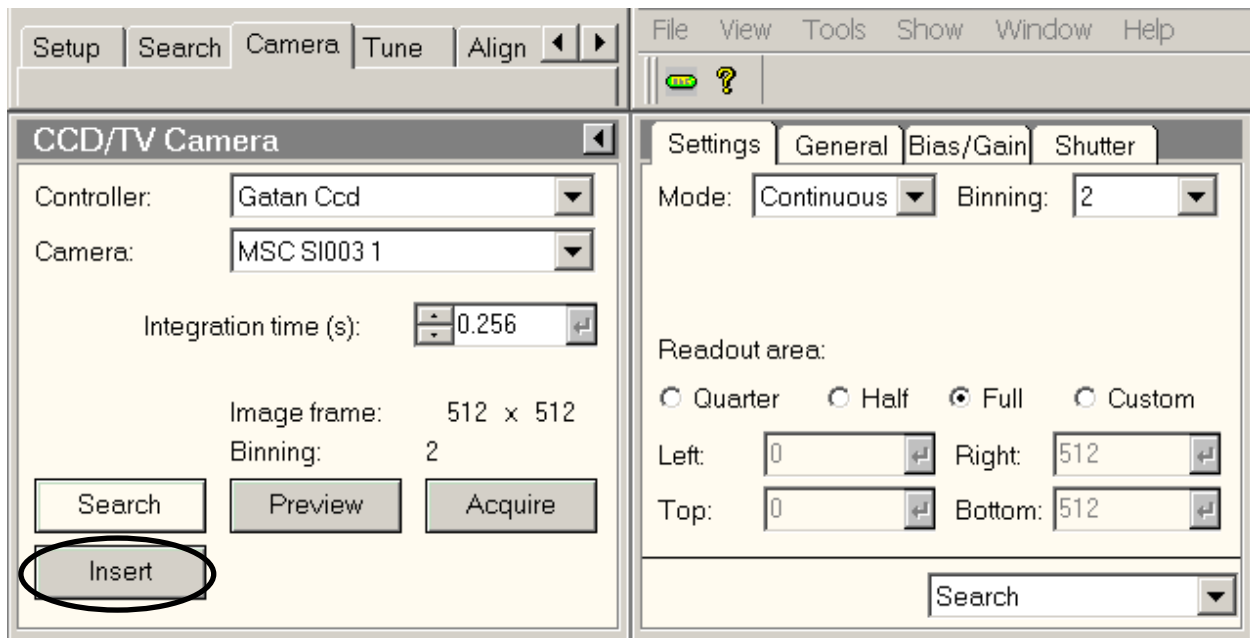 Setup Search Camera Tune Align
CCD/TV Camera
Controller: Gatan Ccd
Camera: MSC SI003 1
Integration time (s): 0.256
Image frame: 512 x 512
Binning: 2
Search Preview Acquire
Insert
File View Tools Show Window Help
?
Settings General Bias/Gain Shutter
Mode: Continuous Binning: 2
Readout area:
Quarter Half Full Custom
Left: 0 Right: 512
Top: 0 Bottom: 512
Search